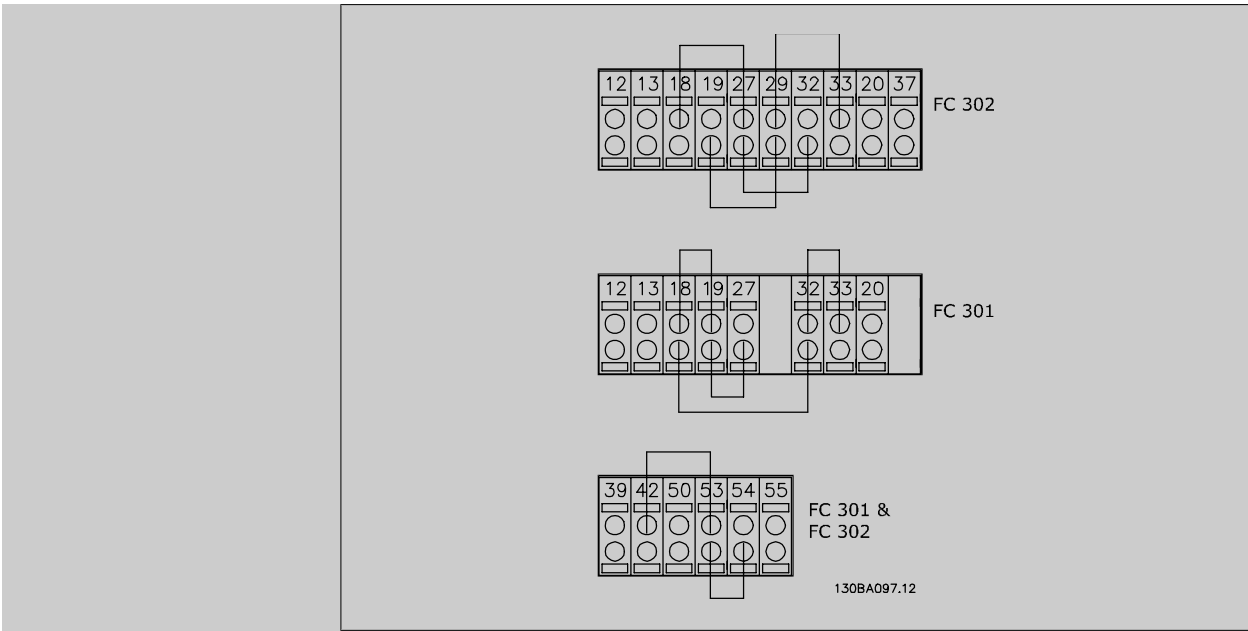 12 13 18 19 27 29 32 33 20 37
FC 302
12 13 18 19 27 32 33 20
FC 301
39 42 50 53 54 55
FC 301 &
FC 302
130BA097.12